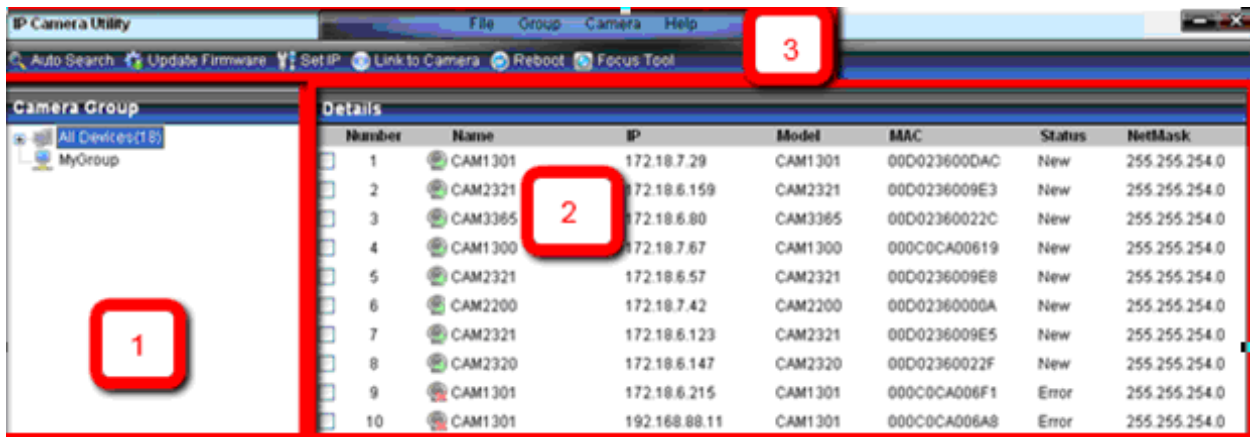 IP Camera Utility File Group Camera Help
3
Auto Search Update Firmware Set IP Link to Camera Reboot Focus Tool
Camera Group
All Devices(18)
MyGroup
1
Details
Number Name IP Model MAC Status NetMask
1 CAM1301 172.18.7.29 CAM1301 00D023600DAC New 255.255.254.0
2 CAM2321 172.18.6.159 CAM2321 00D0236009E3 New 255.255.254.0
2
3 CAM3365 172.18.6.80 CAM3365 00D02360022C New 255.255.254.0
4 CAM1300 172.18.7.67 CAM1300 000C0CA00619 New 255.255.254.0
5 CAM2321 172.18.6.57 CAM2321 00D0236009E8 New 255.255.254.0
6 CAM2200 172.18.7.42 CAM2200 00D02360000A New 255.255.254.0
7 CAM2321 172.18.6.123 CAM2321 00D0236009E5 New 255.255.254.0
8 CAM2320 172.18.6.147 CAM2320 00D02360022F New 255.255.254.0
9 CAM1301 172.18.6.215 CAM1301 000C0CA006F1 Error 255.255.254.0
10 CAM1301 192.168.88.11 CAM1301 000C0CA006A8 Error 255.255.254.0